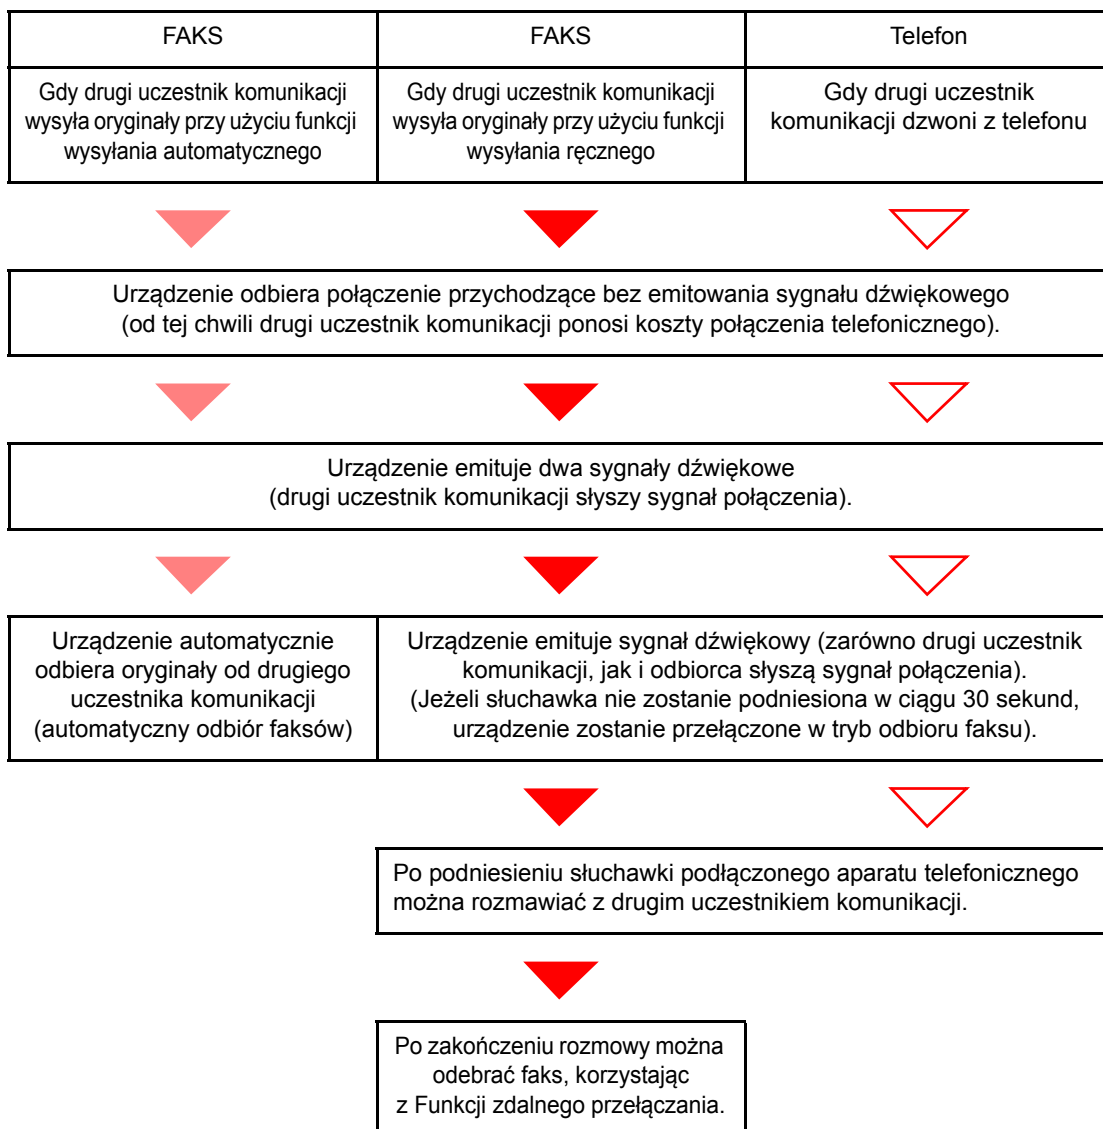 FAKS
FAKS
Telefon
Gdy drugi uczestnik komunikacji
wysyła oryginały przy użyciu funkcji
wysyłania automatycznego
Gdy drugi uczestnik komunikacji
wysyła oryginały przy użyciu funkcji
wysyłania ręcznego
Gdy drugi uczestnik
komunikacji dzwoni z telefonu
Urządzenie odbiera połączenie przychodzące bez emitowania sygnału dźwiękowego
(od tej chwili drugi uczestnik komunikacji ponosi koszty połączenia telefonicznego).
Urządzenie emituje dwa sygnały dźwiękowe
(drugi uczestnik komunikacji słyszy sygnał połączenia).
Urządzenie automatycznie
odbiera oryginały od drugiego
uczestnika komunikacji
(automatyczny odbiór faksów)
Urządzenie emituje sygnał dźwiękowy (zarówno drugi uczestnik
komunikacji, jak i odbiorca słyszą sygnał połączenia).
(Jeżeli słuchawka nie zostanie podniesiona w ciągu 30 sekund,
urządzenie zostanie przełączone w tryb odbioru faksu).
Po podniesieniu słuchawki podłączonego aparatu telefonicznego
można rozmawiać z drugim uczestnikiem komunikacji.
Po zakończeniu rozmowy można
odebrać faks, korzystając
z Funkcji zdalnego przełączania.